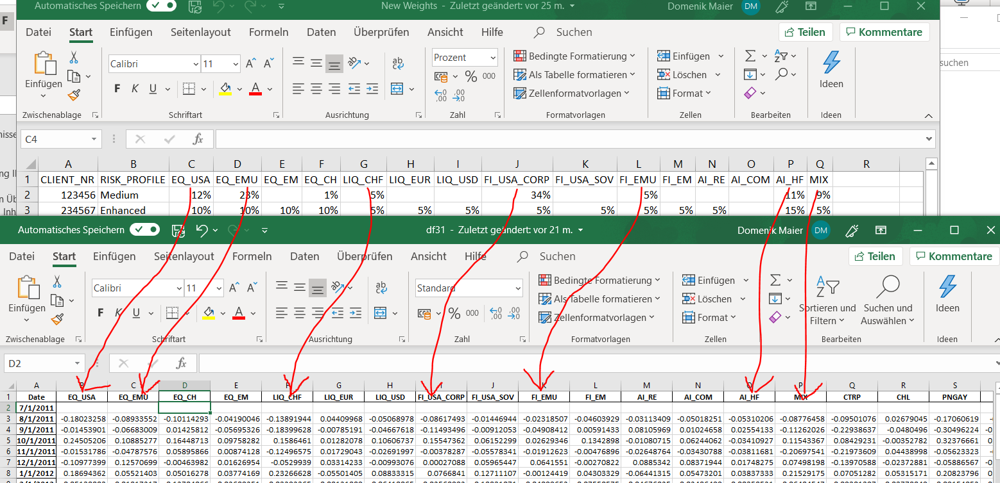 F
Automatisches Speichern New Weights - Zuletzt geändert: vor 25 m. Domenik Maier DM
Datei Start Einfügen Seitenlayout Formeln Daten Überprüfen Ansicht Hilfe Suchen Teilen Kommentare
Calibri 11 Prozent Bedingte Formatierung Einfügen
suchen
Einfügen F K U % 000 Als Tabelle formatieren Löschen Ideen
Zellenformatvorlagen Format
Zwischenablage Schriftart Ausrichtung Zahl Formatvorlagen Zellen Bearbeiten Ideen
C4 fx
A B C D E F G H I J K L M N O P Q R
1 CLIENT_NR RISK_PROFILE EQ_USA EQ_EMU EQ_EM EQ_CH LIQ_CHF LIQ_EUR LIQ_USD FI_USA_CORP FI_USA_SOV FI_EMU FI_EM AI_RE AI_COM AI_HF MIX
2 123456 Medium 12% 23% 1% 5% 34% 5% 11% 9%
3 234567 Enhanced 10% 10% 10% 10% 5% 5% 5% 5% 5% 5% 5% 5% 15% 5%
Automatisches Speichern df31 - Zuletzt geändert: vor 21 m. Domenik Maier DM
Datei Start Einfügen Seitenlayout Formeln Daten Überprüfen Ansicht Hilfe Suchen Teilen Kommentare
Calibri 11 Standard Bedingte Formatierung Einfügen
Einfügen F K U % 000 Als Tabelle formatieren Löschen Sortieren und Filtern Suchen und Auswählen Ideen
Zellenformatvorlagen Format
Zwischenablage Schriftart Ausrichtung Zahl Formatvorlagen Zellen Bearbeiten Ideen
D2 fx
A B C D E F G H I J K L M N O P Q R S
1 Date EQ_USA EQ_EMU EQ_CH EQ_EM LIQ_CHF LIQ_EUR LIQ_USD FI_USA_CORP FI_USA_SOV FI_EMU FI_EM AI_RE AI_COM AI_HF MIX CTRP CHL PNGAY
2 7/1/2011
3 8/1/2011 -0.18023258 -0.08933552 -0.10114293 -0.04190046 -0.13891944 0.04409968 -0.05068978 -0.08617493 -0.01446944 -0.02318507 -0.04603929 -0.03113409 -0.05018251 -0.05310206 -0.08776458 -0.09501076 0.02679045 -0.17060619
4 9/1/2011 -0.01453901 -0.06683009 0.01425812 -0.05695326 -0.18399628 -0.00785191 -0.04667618 -0.11493496 -0.00912053 -0.04908412 0.00591433 0.08105969 0.01024658 0.02554133 -0.11262026 -0.22938637 -0.0480496 -0.30496224
5 10/1/2011 0.24505206 0.10885277 0.16448713 0.09758282 0.1586461 0.01282078 0.10606737 0.15547362 0.06152299 0.02629346 0.1342898 -0.01080715 0.06244062 -0.03410927 0.11543367 0.08429231 -0.00352782 0.32376661
6 11/1/2011 -0.01531786 -0.04787576 0.05895866 0.00874128 -0.12496575 0.01729043 -0.02691997 -0.00378287 -0.05578341 -0.01912623 -0.00476896 -0.02648764 -0.03430788 -0.03811681 -0.20697541 -0.21973609 0.04438998 -0.05623323
7 12/1/2011 -0.10977399 0.12570699 -0.00463982 0.01626954 -0.0529939 0.03314233 -0.00993076 0.00027088 0.05965447 0.0641551 -0.00270822 0.0885342 0.08371944 0.01748275 0.07498198 -0.13970588 -0.02372881 -0.05886567
8 1/1/2012 0.18694362 0.05521403 0.05016278 0.03774169 0.23266628 -0.05501405 0.08833315 0.0766841 0.12711107 -0.00124419 0.04303329 -0.06441315 0.05473201 0.03837333 0.21529175 0.07051282 0.05315171 0.20823796